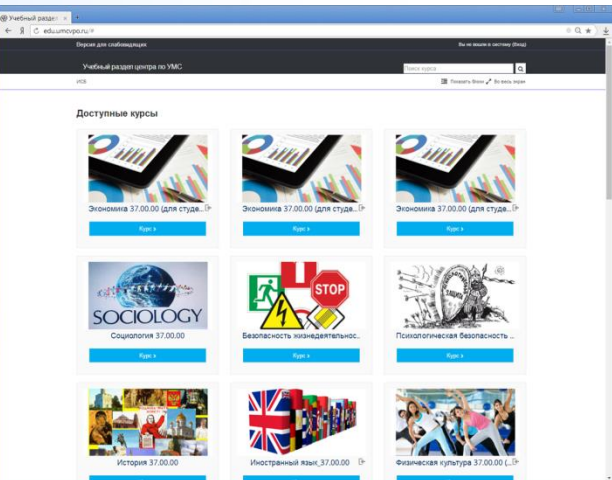 Учебный раздел
edu.umcvpo.ru
Версия для слабовидящих
Вы не вошли в систему (Вход)
Учебный раздел центра по УМС
Поиск курса
ИСБ
Показать блоки Во весь экран
Доступные курсы
Экономика 37.00.00 (для студе... Экономика 37.00.00 (для студе... Экономика 37.00.00 (для студе...
Курс Курс Курс
SOCIOLOGY STOP ЗАЩИТА
Социология 37.00.00 Безопасность жизнедеятельнос.. Психологическая безопасность ..
Курс Курс Курс
История 37.00.00 Иностранный язык_37.00.00 Физическая культура 37.00.00 (..